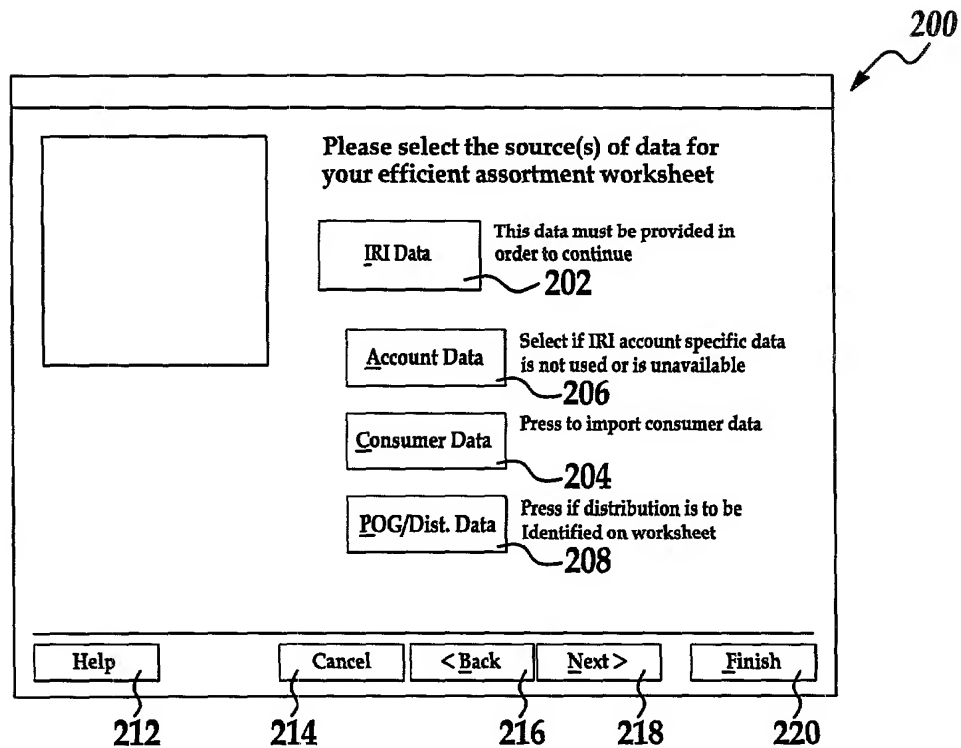 200
Please select the source(s) of data for
your efficient assortment worksheet
IRI Data
This data must be provided in
order to continue
202
Account Data
Select if IRI account specific data
is not used or is unavailable
206
Consumer Data
Press to import consumer data
204
POG/Dist. Data
Press if distribution is to be
Identified on worksheet
208
Help
Cancel
< Back
Next >
Finish
212
214
216
218
220